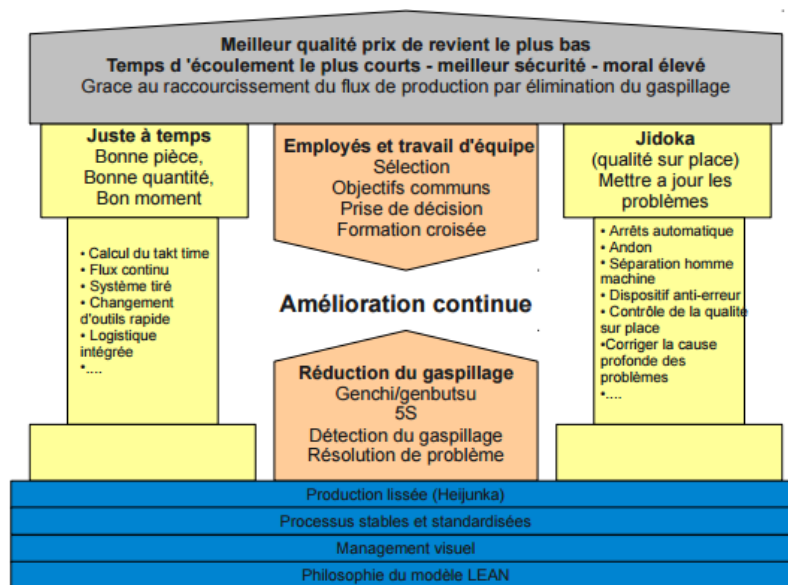 Meilleur qualité prix de revient le plus bas
Temps d 'écoulement le plus courts - meilleur sécurité - moral élevé
Grace au raccourcissement du flux de production par élimination du gaspillage
Juste à temps
Bonne pièce,
Bonne quantité,
Bon moment
• Calcul du takt time
• Flux continu
• Système tiré
• Changement
d'outils rapide
• Logistique
intégrée
•....
Employés et travail d'équipe
Sélection
Objectifs communs
Prise de décision
Formation croisée
Amélioration continue
Réduction du gaspillage
Genchi/genbutsu
5S
Détection du gaspillage
Résolution de problème
Jidoka
(qualité sur place)
Mettre a jour les
problèmes
• Arrêts automatique
• Andon
• Séparation homme
machine
• Dispositif anti-erreur
• Contrôle de la qualité
sur place
•Corriger la cause
profonde des
problèmes
•....
Production lissée (Heijunka)
Processus stables et standardisées
Management visuel
Philosophie du modèle LEAN